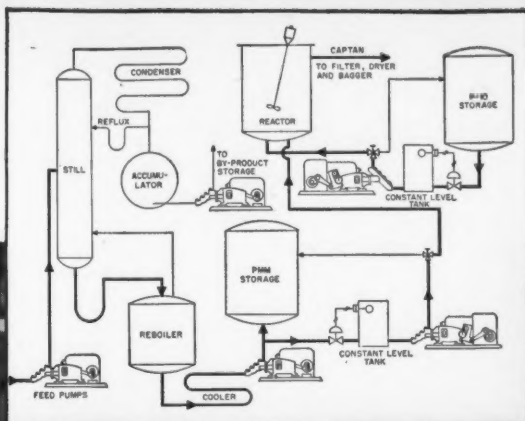 CONDENSER
REFLUX
STILL
ACCUMU-
LATOR
TO
BY-PRODUCT
STORAGE
FEED PUMPS
REBOILER
COOLER
REACTOR
CAPTAN
TO FILTER, DRYER
AND BAGGER
STORAGE
CONSTANT LEVEL
TANK
PMM
STORAGE
CONSTANT LEVEL
TANK